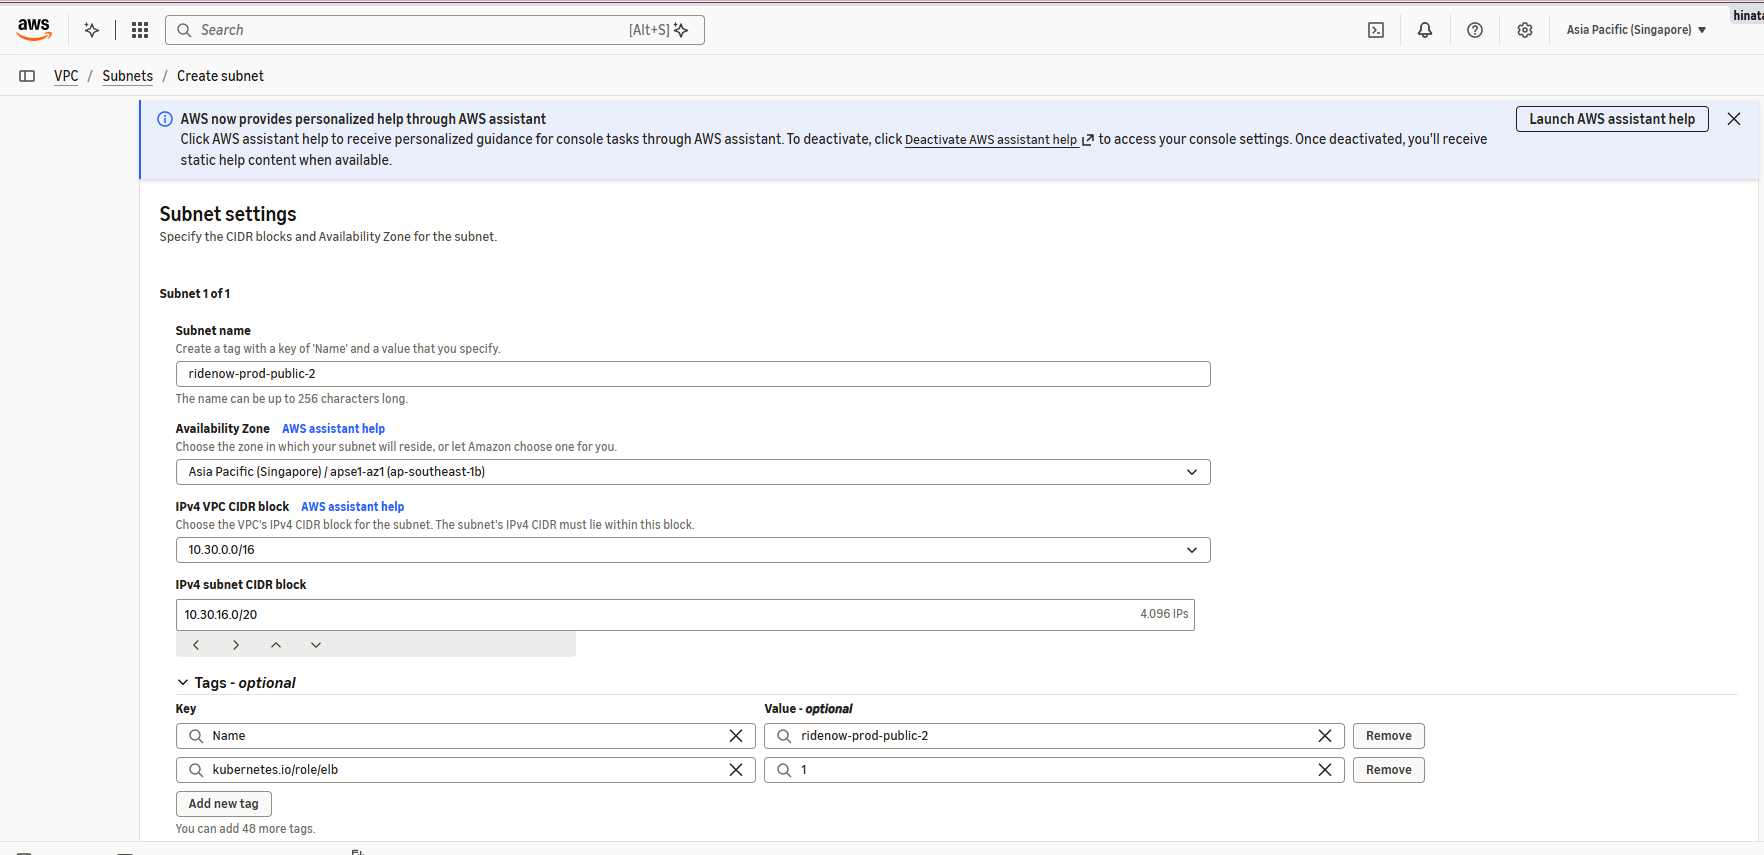 aws
Search
[Alt+S]
Asia Pacific (Singapore)
VPC / Subnets / Create subnet
AWS now provides personalized help through AWS assistant
Click AWS assistant help to receive personalized guidance for console tasks through AWS assistant. To deactivate, click Deactivate AWS assistant help to access your console settings. Once deactivated, you'll receive
static help content when available.
Launch AWS assistant help
Subnet settings
Specify the CIDR blocks and Availability Zone for the subnet.
Subnet 1 of 1
Subnet name
Create a tag with a key of 'Name' and a value that you specify.
ridenow-prod-public-2
The name can be up to 256 characters long.
Availability Zone AWS assistant help
Choose the zone in which your subnet will reside, or let Amazon choose one for you.
Asia Pacific (Singapore) / apse1-az1 (ap-southeast-1b)
IPv4 VPC CIDR block AWS assistant help
Choose the VPC's IPv4 CIDR block for the subnet. The subnet's IPv4 CIDR must lie within this block.
10.30.0.0/16
IPv4 subnet CIDR block
10.30.16.0/20 4.096 IPs
Tags - optional
Key Value - optional
Name ridenow-prod-public-2 Remove
kubernetes.io/role/elb 1 Remove
Add new tag
You can add 48 more tags.